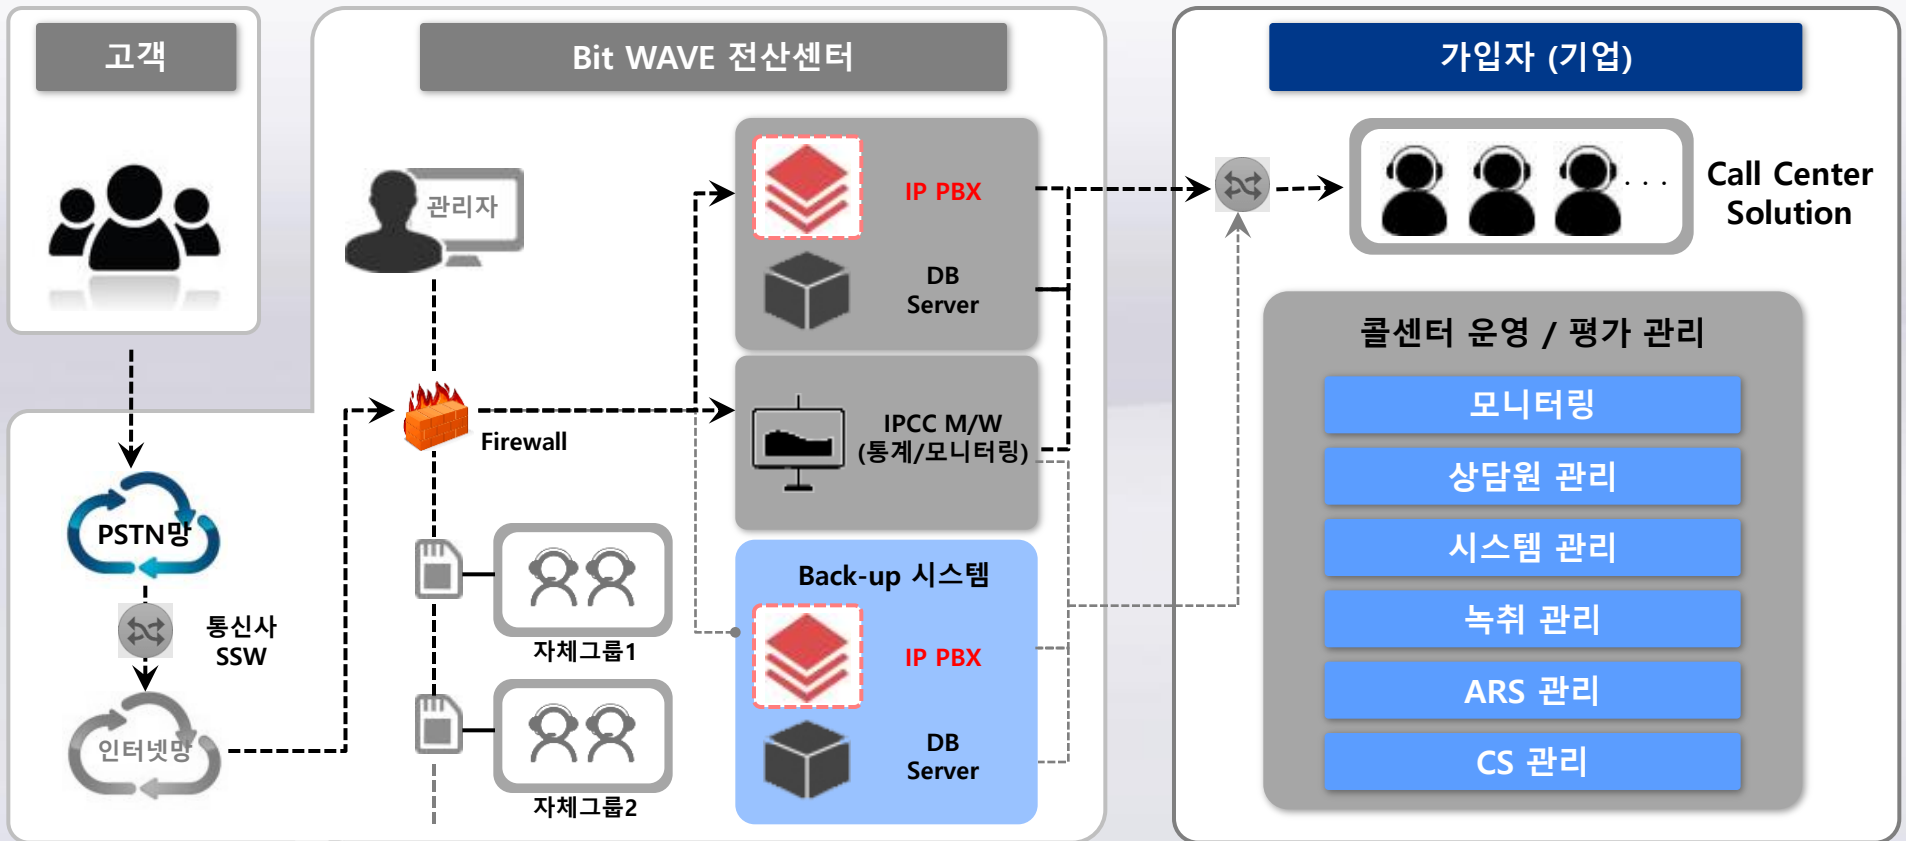 고객
Bit WAVE 전산센터
가입자 (기업)
관리자
IP PBX
DB
Server
Call Center
Solution
. . .
콜센터 운영 / 평가 관리
모니터링
상담원 관리
시스템 관리
녹취 관리
ARS 관리
CS 관리
Firewall
IPCC M/W
(통계/모니터링)
PSTN망
통신사
SSW
인터넷망
자체그룹1
자체그룹2
Back-up 시스템
IP PBX
DB
Server